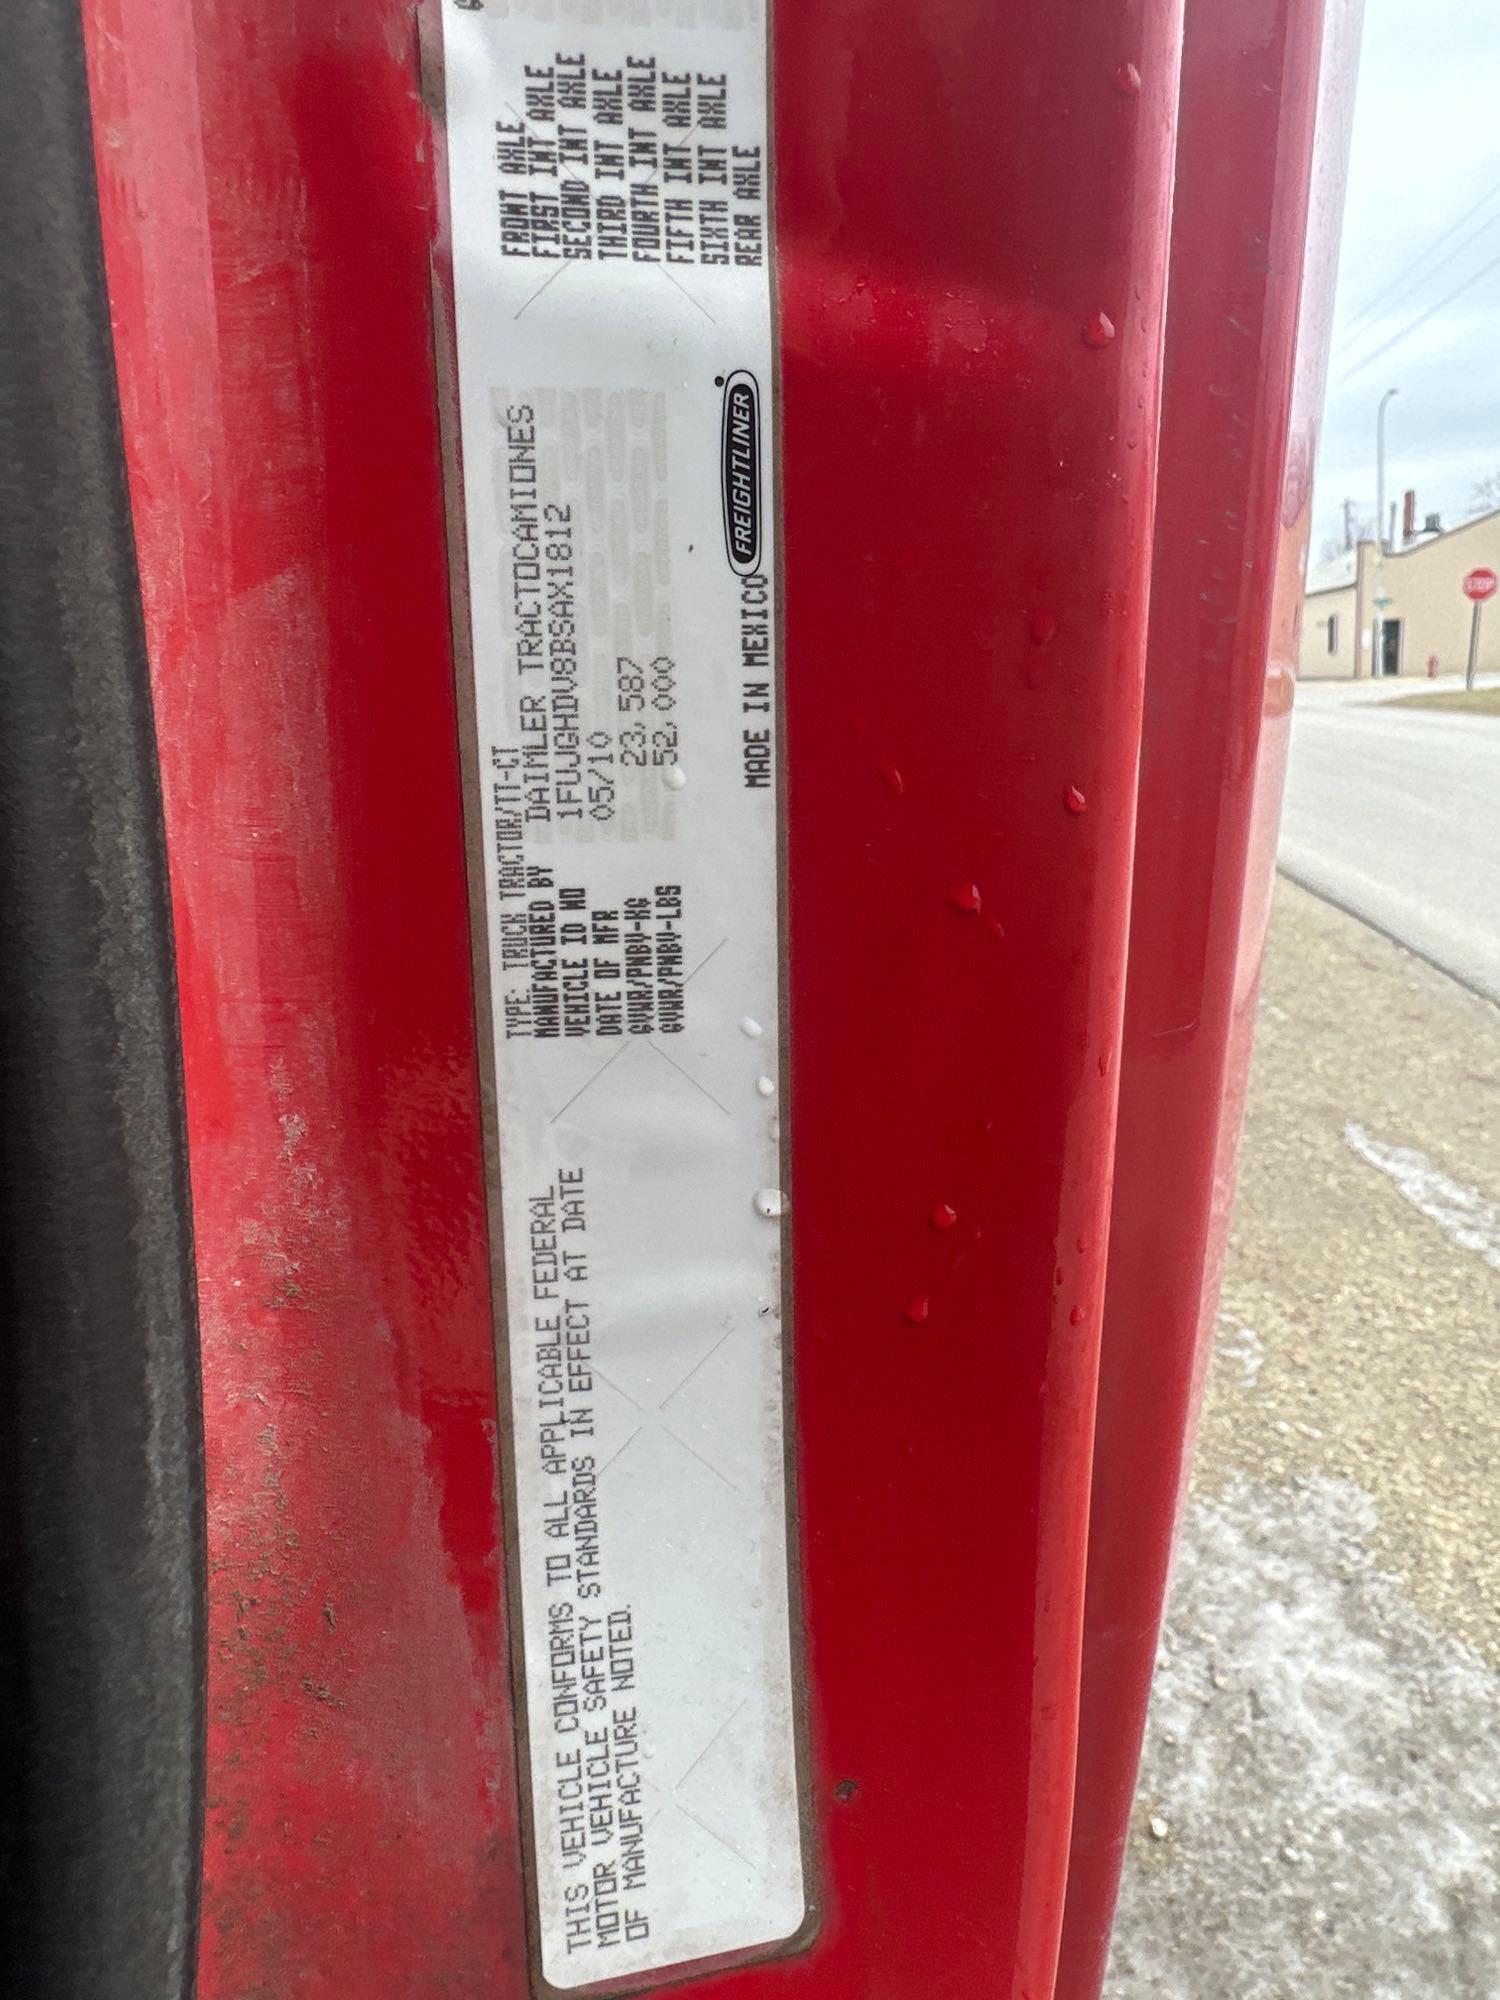 THIS VEHICLE CONFORMS TO ALL APPLICABLE FEDERAL
MOTOR VEHICLE SAFETY STANDARDS IN EFFECT AT DATE
OF MANUFACTURE NOTED.
TYPE: TRUCK TRACTOR/TT-CT
MANUFACTURED BY DAIMLER TRACTOCAMIONES
VEHICLE ID NO 1FUJGHDV8BSAX1812
DATE OF MFR 05/10
GVWR/PNBV-KG 23,587
GVWR/PNBV-LBS 52,000
MADE IN MEXICO FREIGHTLINER
FRONT AXLE
FIRST INT AXLE
SECOND INT AXLE
THIRD INT AXLE
FOURTH INT AXLE
FIFTH INT AXLE
SIXTH INT AXLE
REAR AXLE
STOP